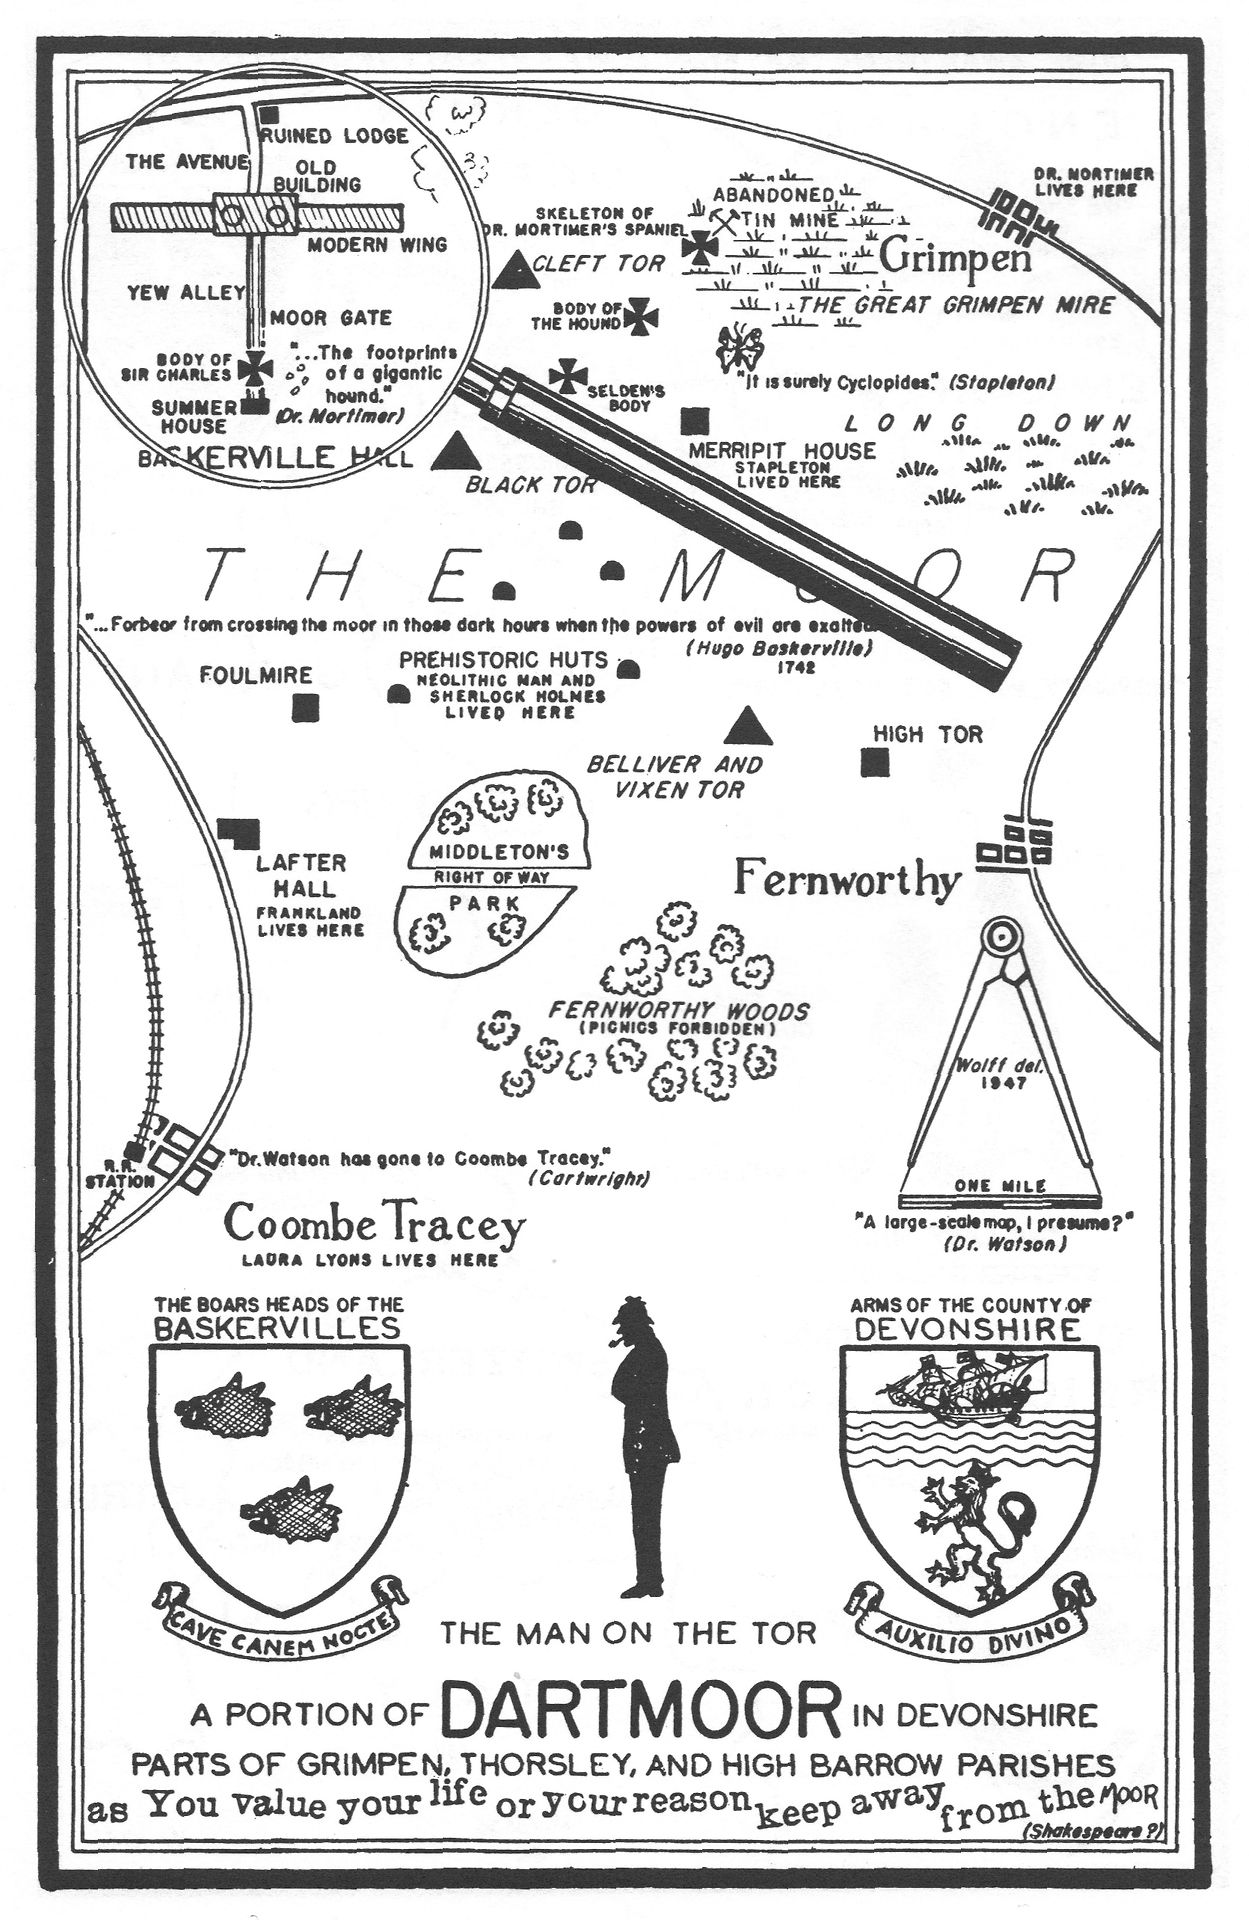 RUINED LODGE
THE AVENUE
OLD
BUILDING
MODERN WING
YEW ALLEY
MOOR GATE
BODY OF
SIR CHARLES
"...The footprints
of a gigantic
hound."
(Dr. Mortimer)
SUMMER
HOUSE
BASKERVILLE HALL
DR. MORTIMER
LIVES HERE
ABANDONED
TIN MINE
SKELETON OF
DR. MORTIMER'S SPANIEL
CLEFT TOR
Grimpen
BODY OF
THE HOUND
THE GREAT GRIMPEN MIRE
"It is surely Cyclopides." (Stapleton)
SELDEN'S
BODY
LONG DOWN
MERRIPIT HOUSE
STAPLETON
LIVED HERE
BLACK TOR
THE MOOR
"...Forbear from crossing the moor in those dark hours when the powers of evil are exalted.
(Hugo Baskerville)
1742
FOULMIRE
PREHISTORIC HUTS
NEOLITHIC MAN AND
SHERLOCK HOLMES
LIVED HERE
HIGH TOR
BELLIVER AND
VIXEN TOR
MIDDLETON'S
RIGHT OF WAY
PARK
LAFTER
HALL
FRANKLAND
LIVES HERE
Fernworthy
FERNWORTHY WOODS
(PICNICS FORBIDDEN)
Wolff del.
1947
R.R.
STATION
"Dr. Watson has gone to Coombe Tracey."
(Cartwright)
ONE MILE
"A large-scale map, I presume?"
(Dr. Watson)
Coombe Tracey
LAURA LYONS LIVES HERE
THE BOARS HEADS OF THE
BASKERVILLES
ARMS OF THE COUNTY OF
DEVONSHIRE
CAVE CANEM NOCTE
THE MAN ON THE TOR
AUXILIO DIVINO
A PORTION OF DARTMOOR IN DEVONSHIRE
PARTS OF GRIMPEN, THORSLEY, AND HIGH BARROW PARISHES
as You value your life or your reason keep away from the MOOR
(Shakespeare?)